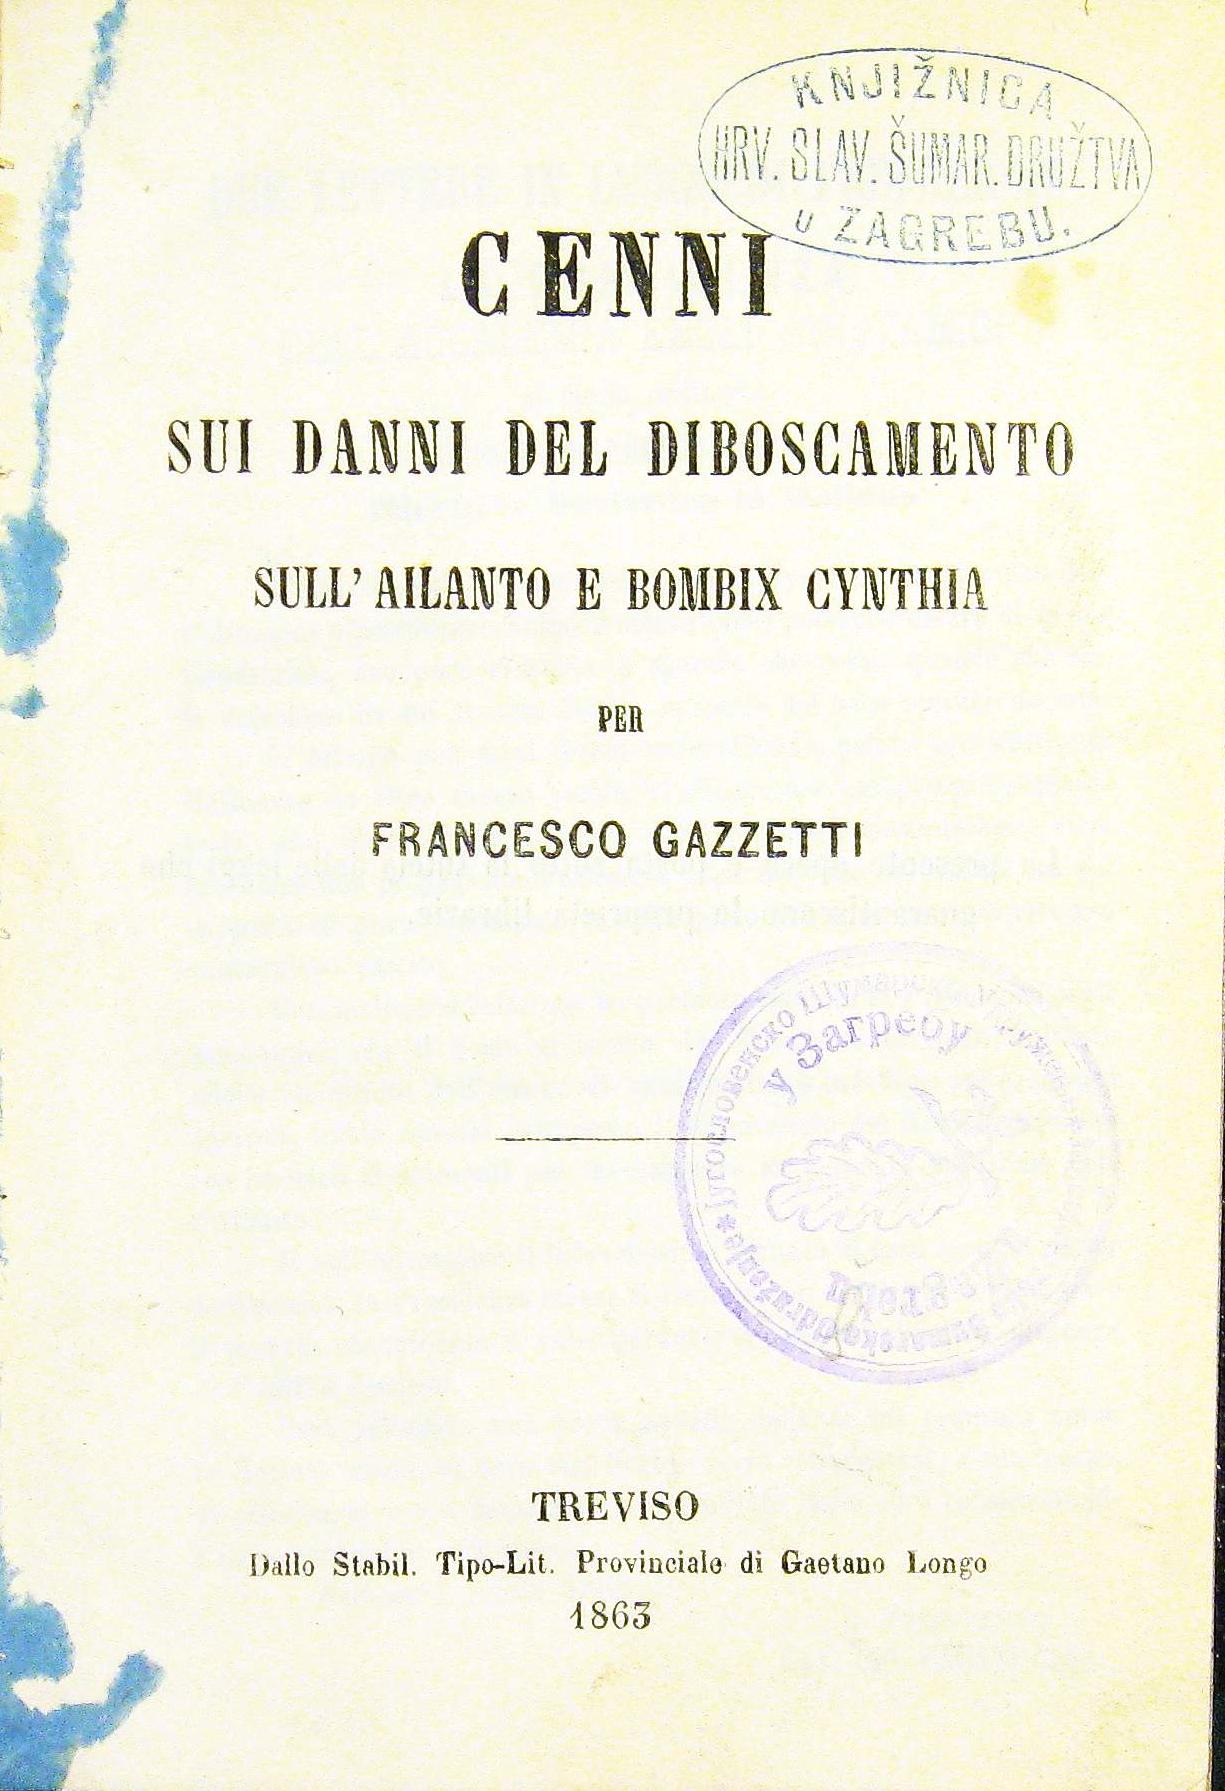 KNJIŽNICA
HRV. SLAV. ŠUMAR. DRUŽTVA
u ZAGREBU.
CENNI
SUI DANNI DEL DIBOSCAMENTO
SULL' AILANTO E BOMBIX CYNTHIA
PER
FRANCESCO GAZZETTI
у Загребу
TREVISO
Dallo Stabil. Tipo-Lit. Provinciale di Gaetano Longo
1863